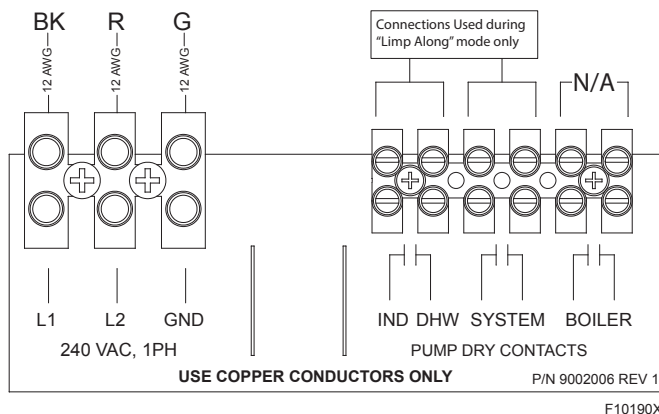 BK R G
12 AWG 12 AWG 12 AWG
Connections Used during
"Limp Along" mode only
N/A
L1 L2 GND
240 VAC, 1PH
IND DHW SYSTEM BOILER
PUMP DRY CONTACTS
USE COPPER CONDUCTORS ONLY
P/N 9002006 REV 1
F10190X